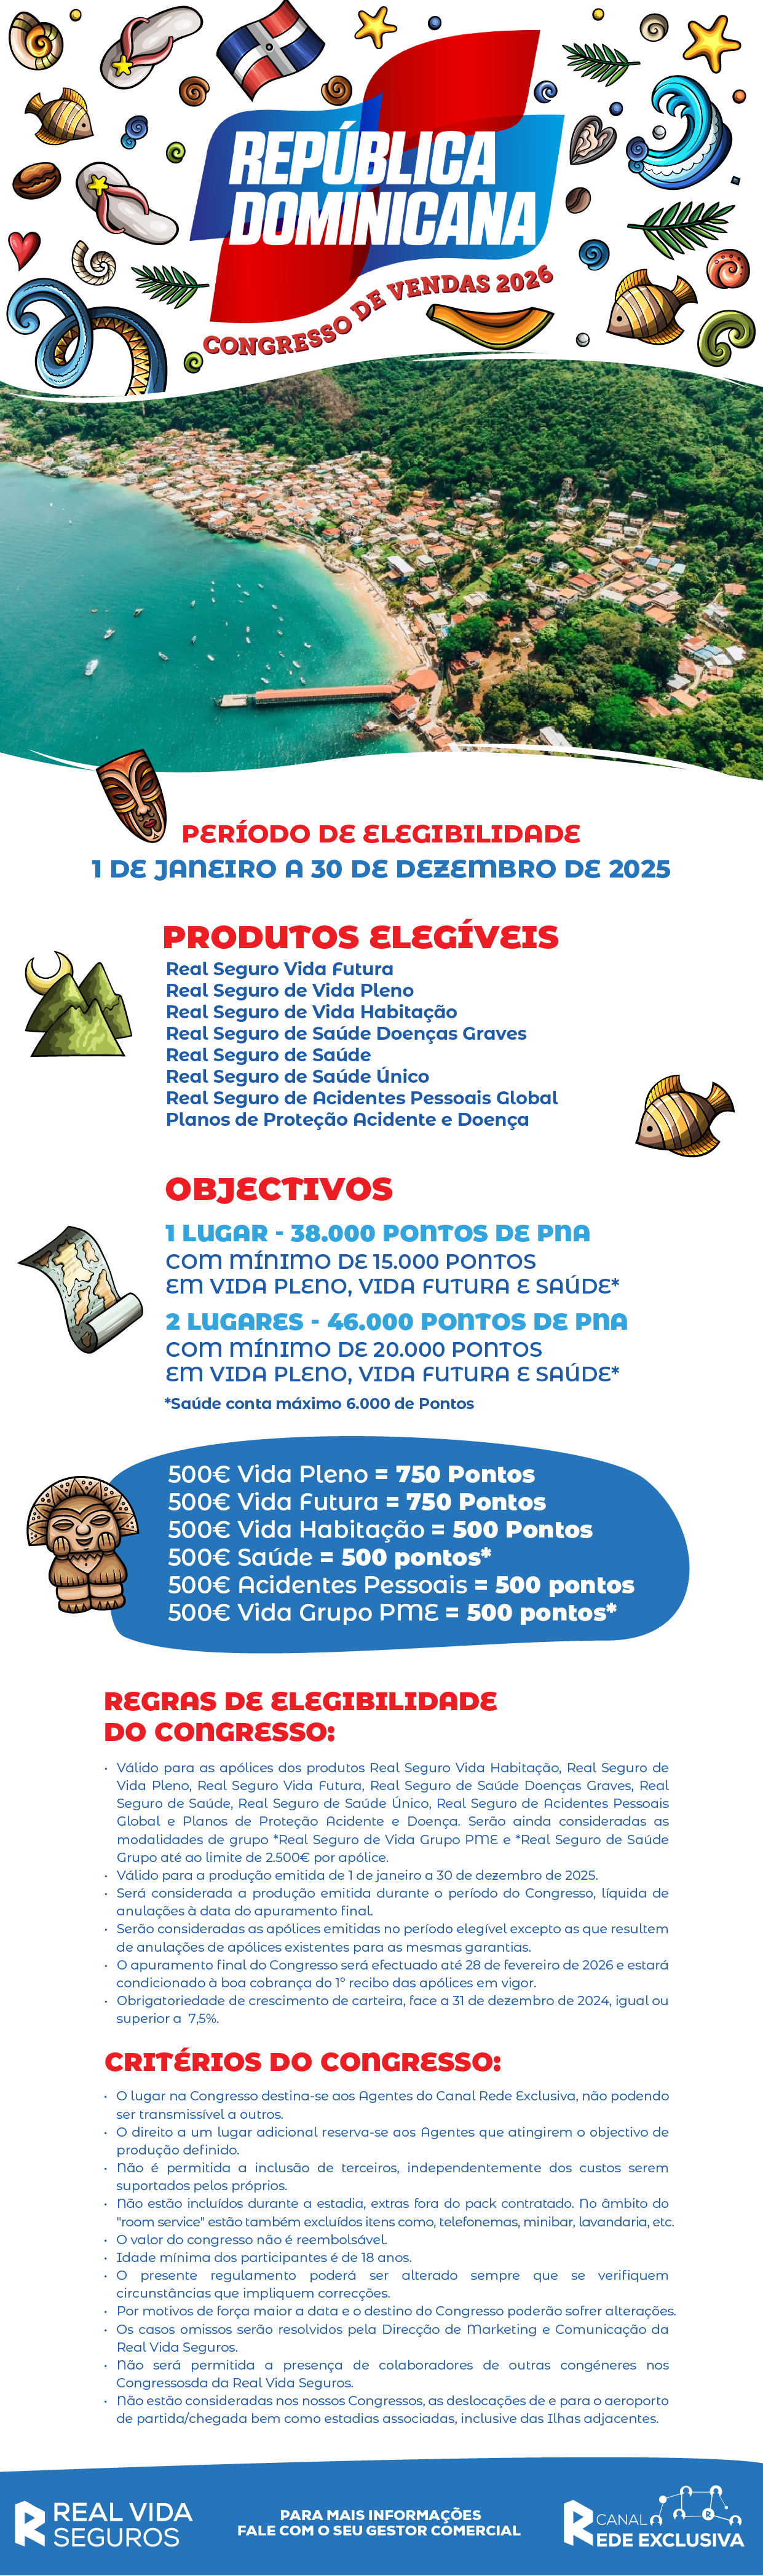 REPÚBLICA
DOMINICANA
CONGRESSO DE VENDAS 2026
PERÍODO DE ELEGIBILIDADE
1 DE JANEIRO A 30 DE DEZEMBRO DE 2025
PRODUTOS ELEGÍVEIS
Real Seguro Vida Futura
Real Seguro de Vida Pleno
Real Seguro de Vida Habitação
Real Seguro de Saúde Doenças Graves
Real Seguro de Saúde
Real Seguro de Saúde Único
Real Seguro de Acidentes Pessoais Global
Planos de Proteção Acidente e Doença
OBJECTIVOS
1 LUGAR - 38.000 PONTOS DE PNA
COM MÍNIMO DE 15.000 PONTOS
EM VIDA PLENO, VIDA FUTURA E SAÚDE*
2 LUGARES - 46.000 PONTOS DE PNA
COM MÍNIMO DE 20.000 PONTOS
EM VIDA PLENO, VIDA FUTURA E SAÚDE*
*Saúde conta máximo 6.000 de Pontos
500€ Vida Pleno = 750 Pontos
500€ Vida Futura = 750 Pontos
500€ Vida Habitação = 500 Pontos
500€ Saúde = 500 pontos*
500€ Acidentes Pessoais = 500 pontos
500€ Vida Grupo PME = 500 pontos*
REGRAS DE ELEGIBILIDADE
DO CONGRESSO:
• Válido para as apólices dos produtos Real Seguro Vida Habitação, Real Seguro de
Vida Pleno, Real Seguro Vida Futura, Real Seguro de Saúde Doenças Graves, Real
Seguro de Saúde, Real Seguro de Saúde Único, Real Seguro de Acidentes Pessoais
Global e Planos de Proteção Acidente e Doença. Serão ainda consideradas as
modalidades de grupo *Real Seguro de Vida Grupo PME e *Real Seguro de Saúde
Grupo até ao limite de 2.500€ por apólice.
• Válido para a produção emitida de 1 de janeiro a 30 de dezembro de 2025.
• Será considerada a produção emitida durante o período do Congresso, líquida de
anulações à data do apuramento final.
• Serão consideradas as apólices emitidas no período elegível excepto as que resultem
de anulações de apólices existentes para as mesmas garantias.
• O apuramento final do Congresso será efectuado até 28 de fevereiro de 2026 e estará
condicionado à boa cobrança do 1º recibo das apólices em vigor.
• Obrigatoriedade de crescimento de carteira, face a 31 de dezembro de 2024, igual ou
superior a 7,5%.
CRITÉRIOS DO CONGRESSO:
• O lugar na Congresso destina-se aos Agentes do Canal Rede Exclusiva, não podendo
ser transmissível a outros.
• O direito a um lugar adicional reserva-se aos Agentes que atingirem o objectivo de
produção definido.
• Não é permitida a inclusão de terceiros, independentemente dos custos serem
suportados pelos próprios.
• Não estão incluídos durante a estadia, extras fora do pack contratado. No âmbito do
"room service" estão também excluídos itens como, telefonemas, minibar, lavandaria, etc.
• O valor do congresso não é reembolsável.
• Idade mínima dos participantes é de 18 anos.
• O presente regulamento poderá ser alterado sempre que se verifiquem
circunstâncias que impliquem correcções.
• Por motivos de força maior a data e o destino do Congresso poderão sofrer alterações.
• Os casos omissos serão resolvidos pela Direcção de Marketing e Comunicação da
Real Vida Seguros.
• Não será permitida a presença de colaboradores de outras congéneres nos
Congressosda da Real Vida Seguros.
• Não estão consideradas nos nossos Congressos, as deslocações de e para o aeroporto
de partida/chegada bem como estadias associadas, inclusive das Ilhas adjacentes.
REAL VIDA
SEGUROS
PARA MAIS INFORMAÇÕES
FALE COM O SEU GESTOR COMERCIAL
CANAL
REDE EXCLUSIVA